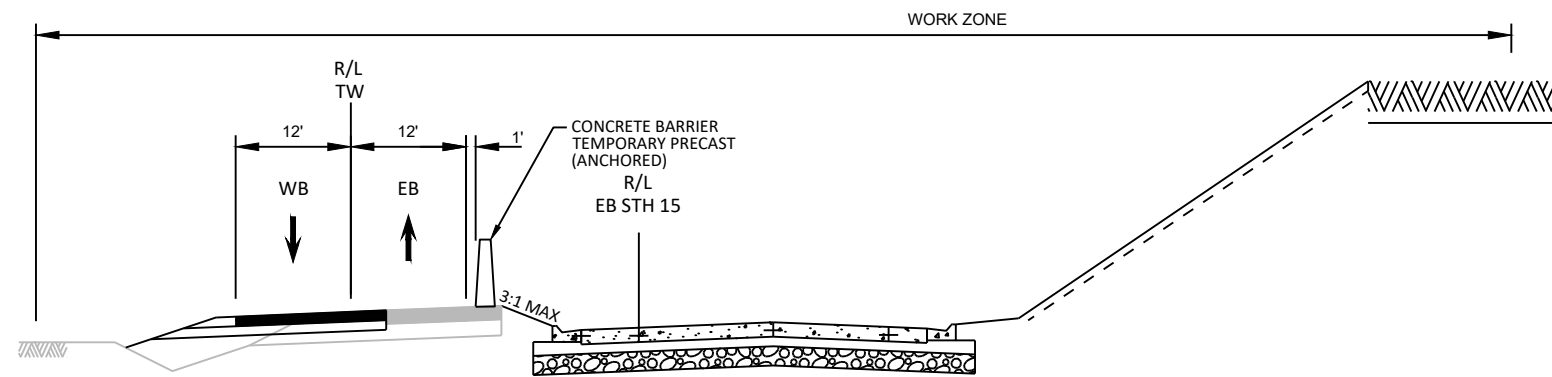 WORK ZONE
R/L
TW
12'
12'
1'
CONCRETE BARRIER
TEMPORARY PRECAST
(ANCHORED)
R/L
EB STH 15
WB
EB
3:1 MAX